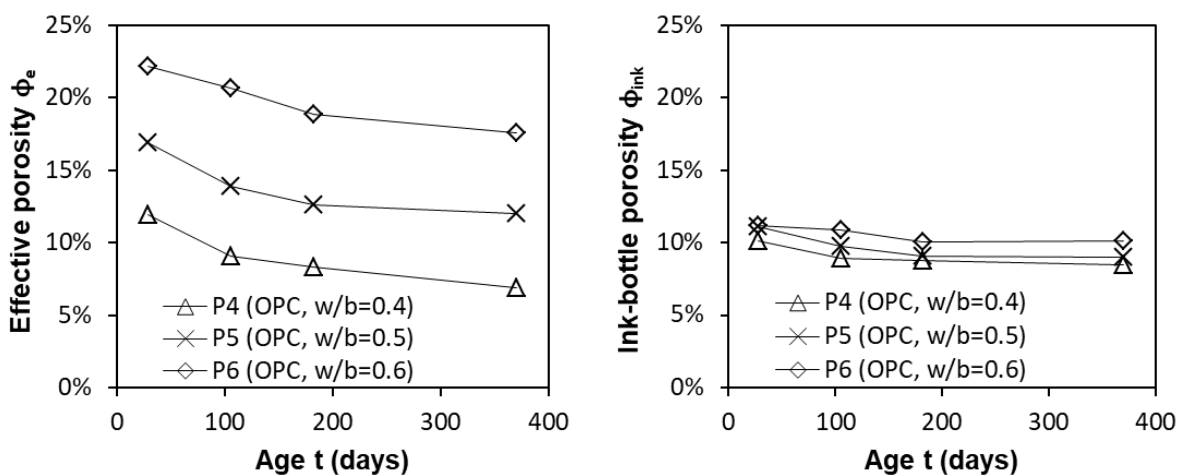 Effective porosity ϕe
25%
20%
15%
10%
5%
0%
P4 (OPC, w/b=0.4)
P5 (OPC, w/b=0.5)
P6 (OPC, w/b=0.6)
0 100 200 300 400
Age t (days)
Ink-bottle porosity ϕink
25%
20%
15%
10%
5%
0%
P4 (OPC, w/b=0.4)
P5 (OPC, w/b=0.5)
P6 (OPC, w/b=0.6)
0 100 200 300 400
Age t (days)